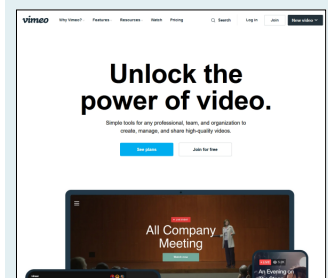 vimeo Why Vimeo? Features Resources Watch Pricing Search Log in Join New video
Unlock the
power of video.
Simple tools for any professional, team, and organization to
create, manage, and share high-quality videos.
See plans Join for free
All Company
Meeting
An Evening on